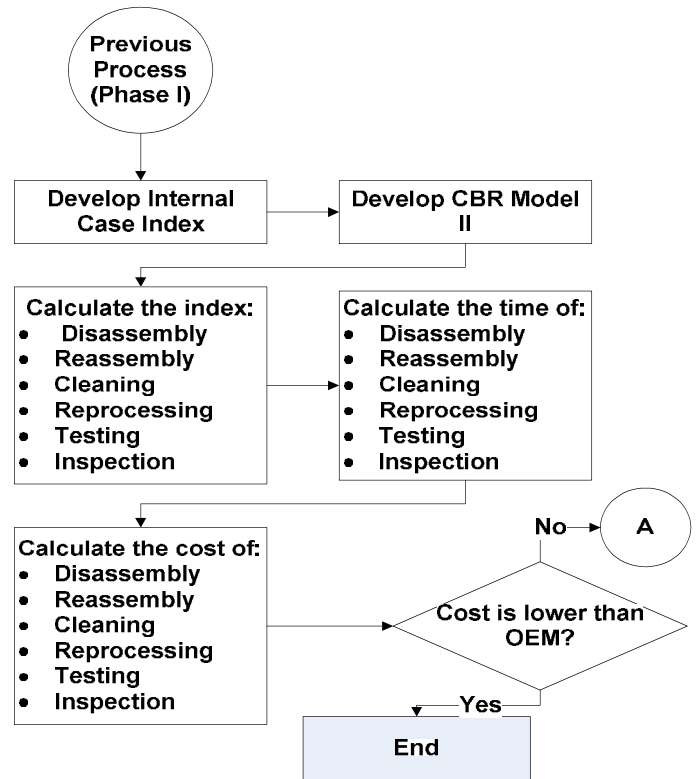 Previous
Process
(Phase I)
Develop Internal
Case Index
Develop CBR Model
II
Calculate the index:
• Disassembly
• Reassembly
• Cleaning
• Reprocessing
• Testing
• Inspection
Calculate the time of:
• Disassembly
• Reassembly
• Cleaning
• Reprocessing
• Testing
• Inspection
Calculate the cost of:
• Disassembly
• Reassembly
• Cleaning
• Reprocessing
• Testing
• Inspection
Cost is lower than
OEM?
No
A
Yes
End